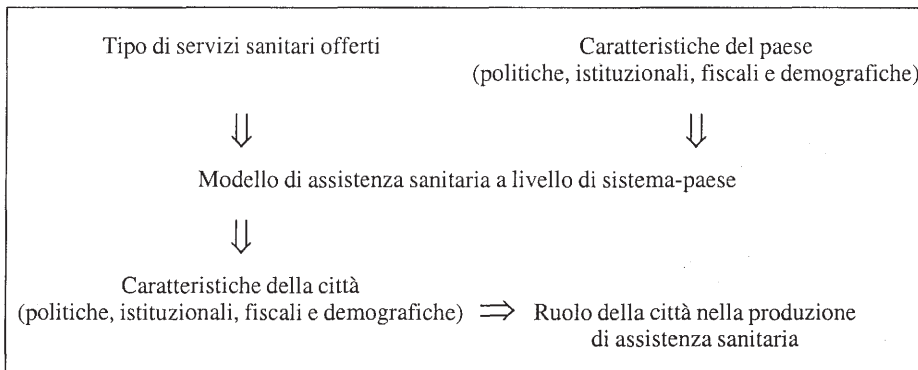 Tipo di servizi sanitari offerti
Caratteristiche del paese
(politiche, istituzionali, fiscali e demografiche)
⇓ ⇓
Modello di assistenza sanitaria a livello di sistema-paese
⇓
Caratteristiche della città
(politiche, istituzionali, fiscali e demografiche) ⇒ Ruolo della città nella produzione
di assistenza sanitaria